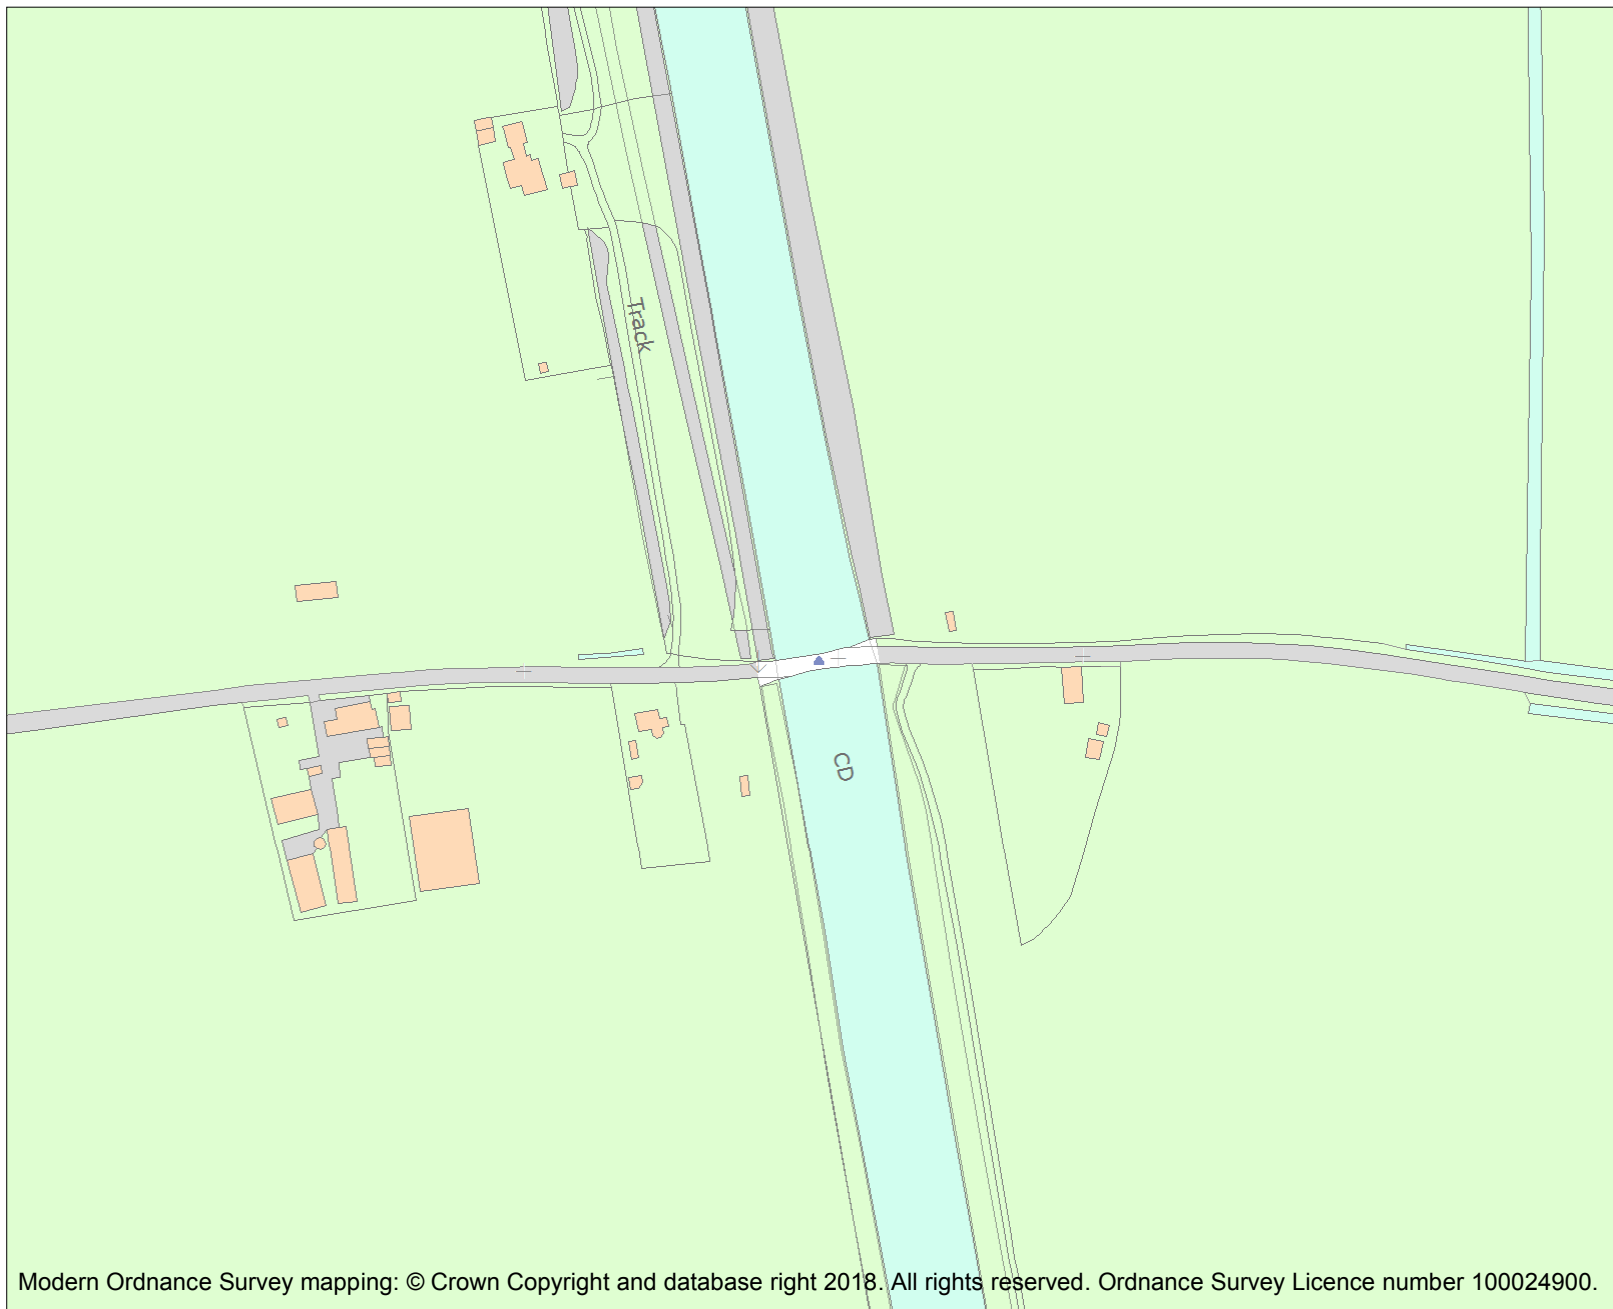 Track
CD
Modern Ordnance Survey mapping: © Crown Copyright and database right 2018. All rights reserved. Ordnance Survey Licence number 100024900.